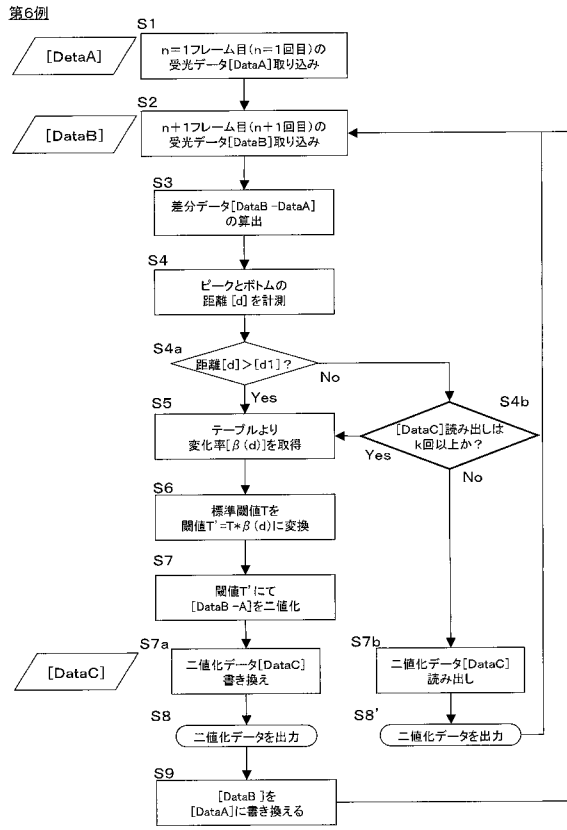 第6例
S1
[DetaA]
n=1フレーム目(n=1回目)の
受光データ[DataA]取り込み
S2
[DataB]
n+1フレーム目(n+1回目)の
受光データ[DataB]取り込み
S3
差分データ[DataB-DataA]
の算出
S4
ピークとボトムの
距離[d]を計測
S4a
距離[d]>[d1]?
No
Yes
S4b
[DataC]読み出しは
k回以上か?
Yes
No
S5
テーブルより
変化率[β(d)]を取得
S6
標準閾値Tを
閾値T'=T*β(d)に変換
S7
閾値T'にて
[DataB-A]を二値化
S7a
[DataC]
二値化データ[DataC]
書き換え
S7b
二値化データ[DataC]
読み出し
S8
二値化データを出力
S8'
二値化データを出力
S9
[DataB]を
[DataA]に書き換える